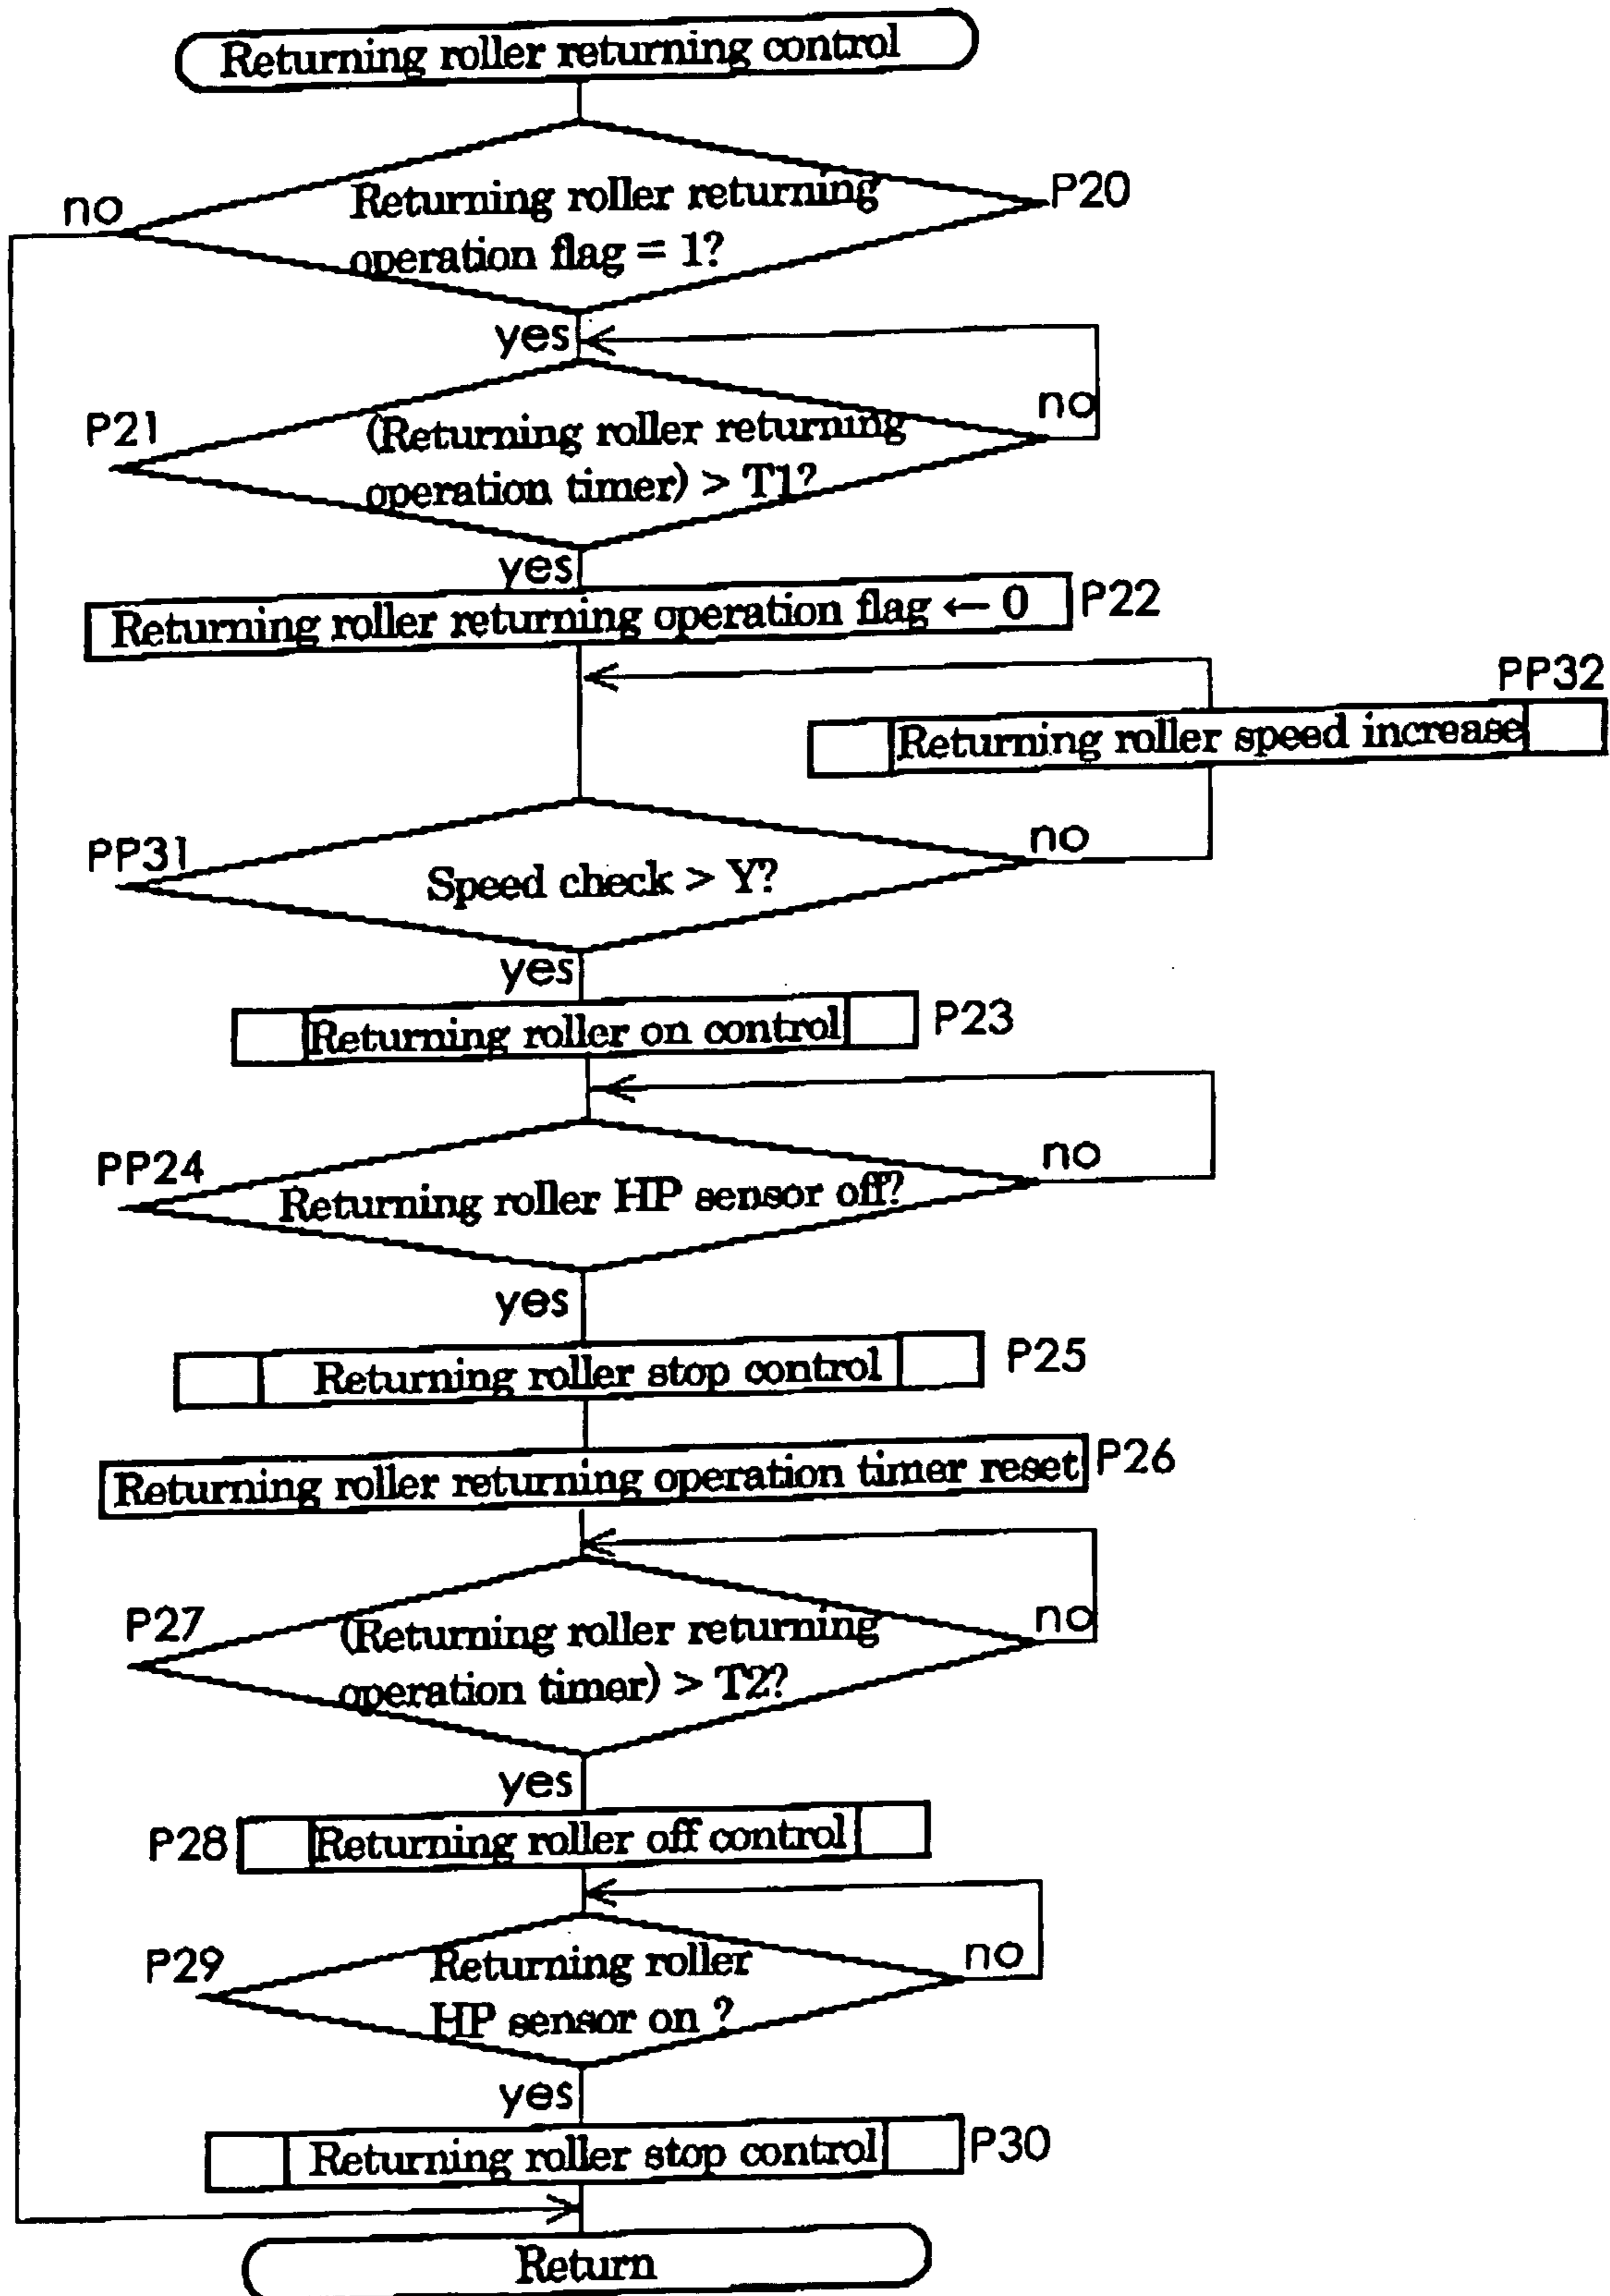 Returning roller returning control
Returning roller returning
operation flag = 1?
P20
no
yes
(Returning roller returning
operation timer) > T1?
P21
no
yes
Returning roller returning operation flag ← 0
P22
PP32
Returning roller speed increase
PP31
Speed check > Y?
no
yes
Returning roller on control
P23
PP24
Returning roller HP sensor off?
no
yes
Returning roller stop control
P25
Returning roller returning operation timer reset
P26
P27
(Returning roller returning
operation timer) > T2?
no
yes
P28
Returning roller off control
P29
Returning roller
HP sensor on ?
no
yes
Returning roller stop control
P30
Return